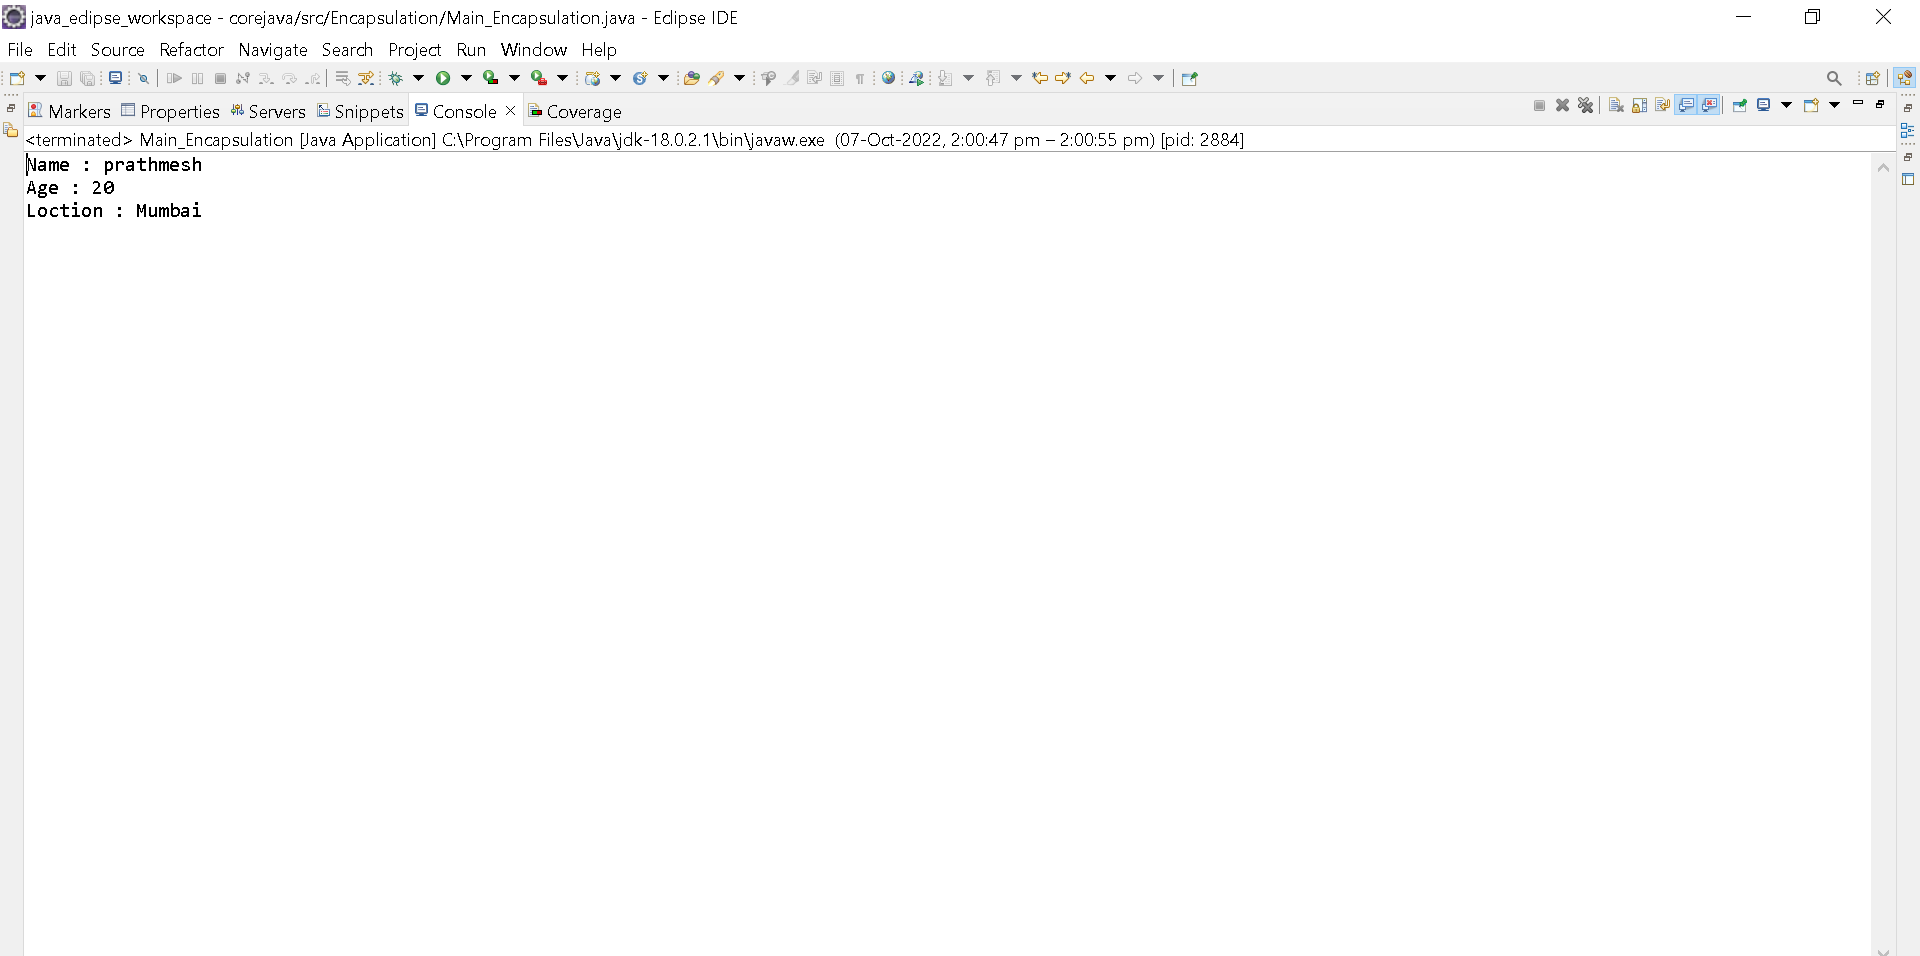 java_eclipse_workspace - corejava/src/Encapsulation/Main_Encapsulation.java - Eclipse IDE
File Edit Source Refactor Navigate Search Project Run Window Help
Markers Properties Servers Snippets Console Coverage
<terminated> Main_Encapsulation [Java Application] C:\Program Files\Java\jdk-18.0.2.1\bin\javaw.exe (07-Oct-2022, 2:00:47 pm – 2:00:55 pm) [pid: 2884]
Name : prathmesh
Age : 20
Loction : Mumbai